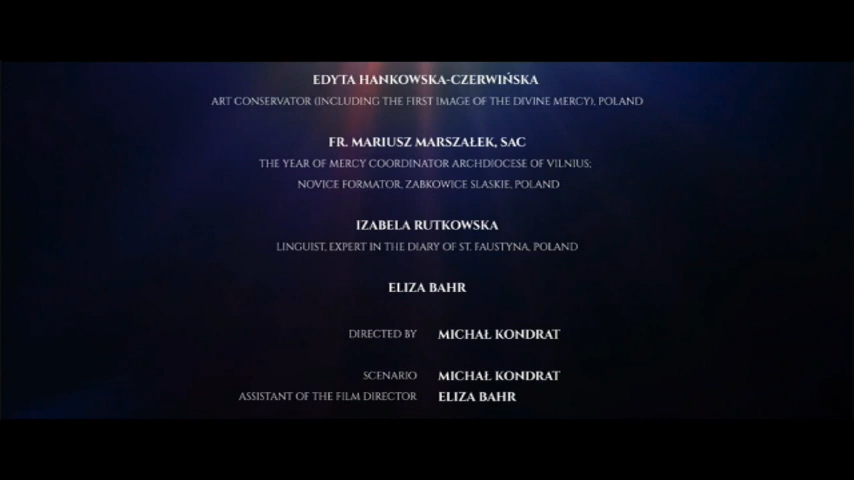 EDYTA HANKOWSKA-CZERWIŃSKA
ART CONSERVATOR (INCLUDING THE FIRST IMAGE OF THE DIVINE MERCY), POLAND
FR. MARIUSZ MARSZAŁEK, SAC
THE YEAR OF MERCY COORDINATOR ARCHDIOCESE OF VILNIUS;
NOVICE FORMATOR, ZABKOWICE SLASKIE, POLAND
IZABELA RUTKOWSKA
LINGUIST, EXPERT IN THE DIARY OF ST. FAUSTYNA, POLAND
ELIZA BAHR
DIRECTED BY MICHAŁ KONDRAT
SCENARIO MICHAŁ KONDRAT
ASSISTANT OF THE FILM DIRECTOR ELIZA BAHR